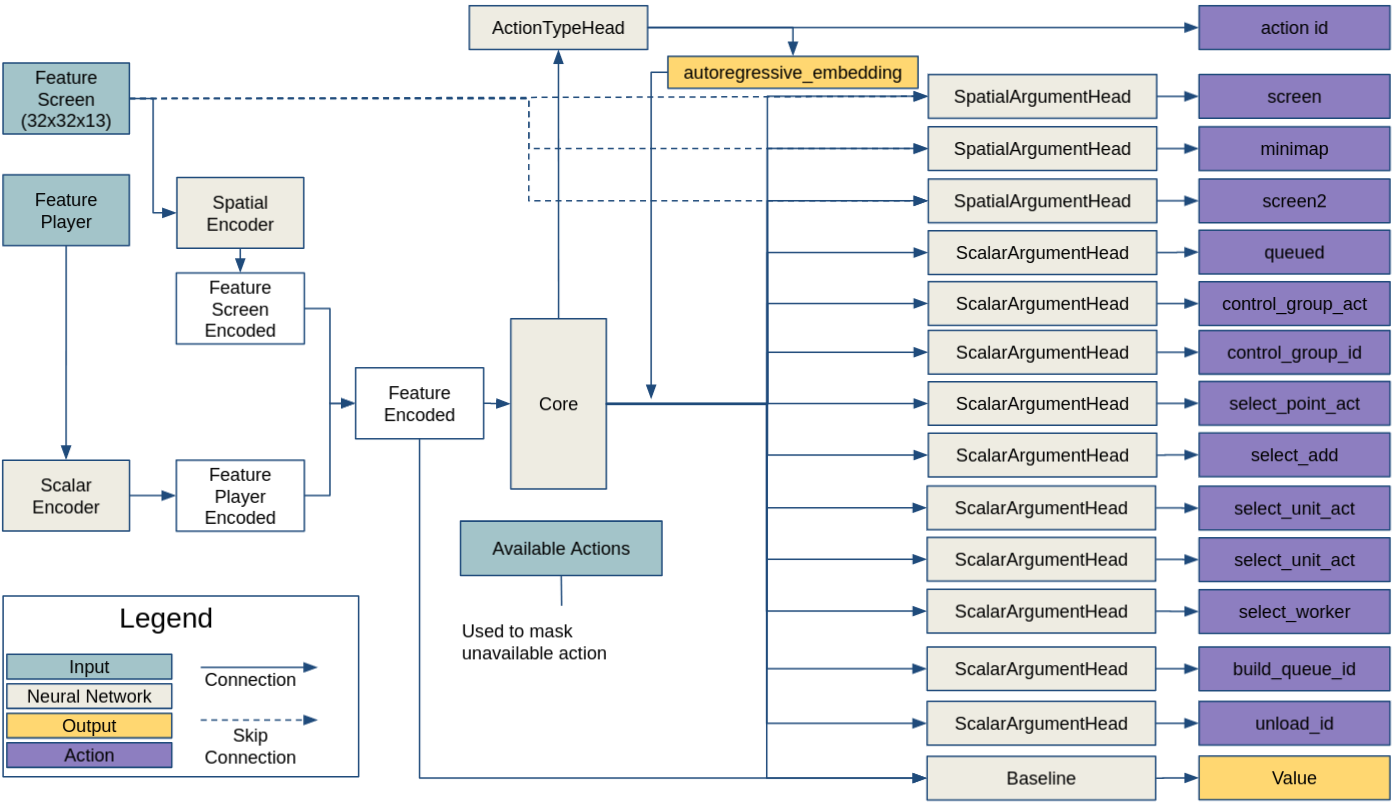 ActionTypeHead
action id
autoregressive_embedding
Feature
Screen
(32x32x13)
SpatialArgumentHead
screen
SpatialArgumentHead
minimap
Feature
Player
Spatial
Encoder
SpatialArgumentHead
screen2
ScalarArgumentHead
queued
Feature
Screen
Encoded
ScalarArgumentHead
control_group_act
ScalarArgumentHead
control_group_id
Feature
Encoded
Core
ScalarArgumentHead
select_point_act
ScalarArgumentHead
select_add
Scalar
Encoder
Feature
Player
Encoded
ScalarArgumentHead
select_unit_act
Available Actions
ScalarArgumentHead
select_unit_act
Used to mask
unavailable action
ScalarArgumentHead
select_worker
ScalarArgumentHead
build_queue_id
ScalarArgumentHead
unload_id
Baseline
Value
Legend
Input
Connection
Neural Network
Output
Skip
Connection
Action